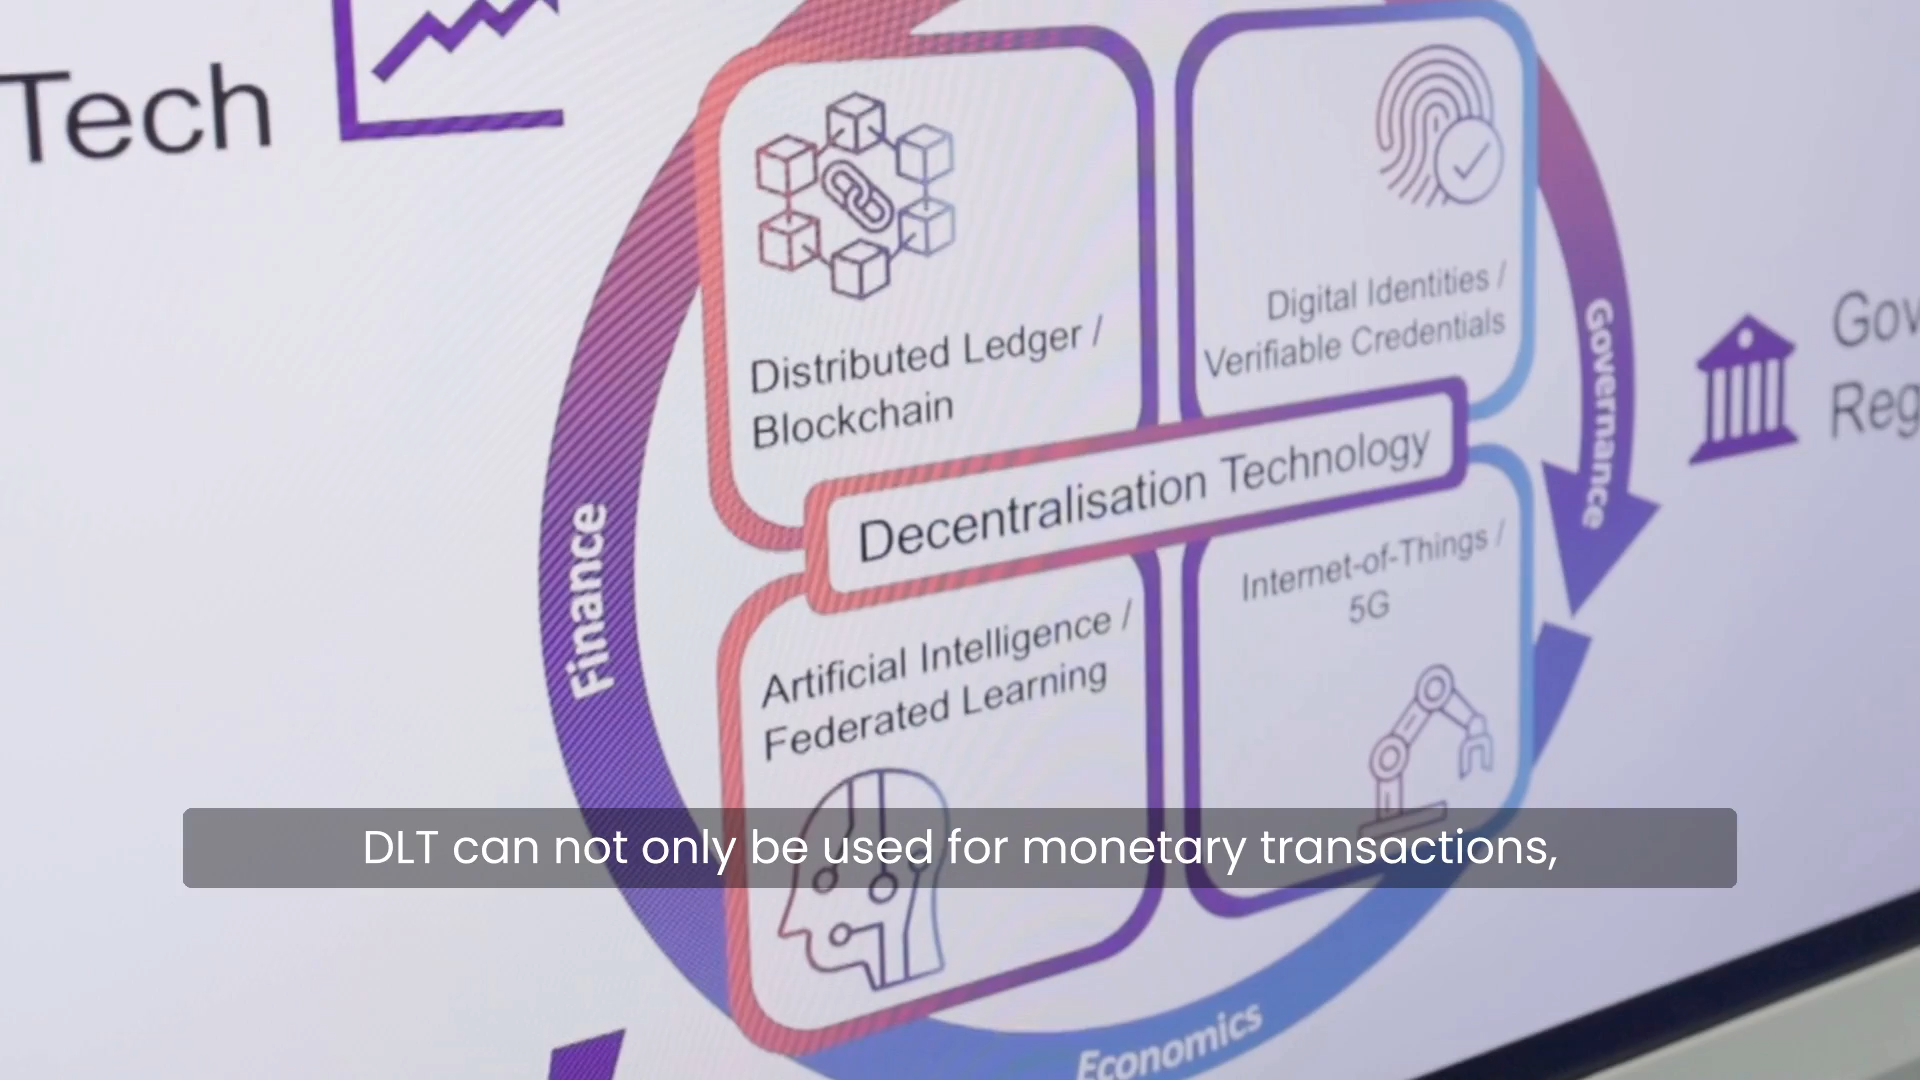 Tech
Distributed Ledger /
Blockchain
Digital Identities /
Verifiable Credentials
Governance
Decentralisation Technology
Finance
Artificial Intelligence /
Federated Learning
Internet-of-Things /
5G
DLT can not only be used for monetary transactions,
Economics